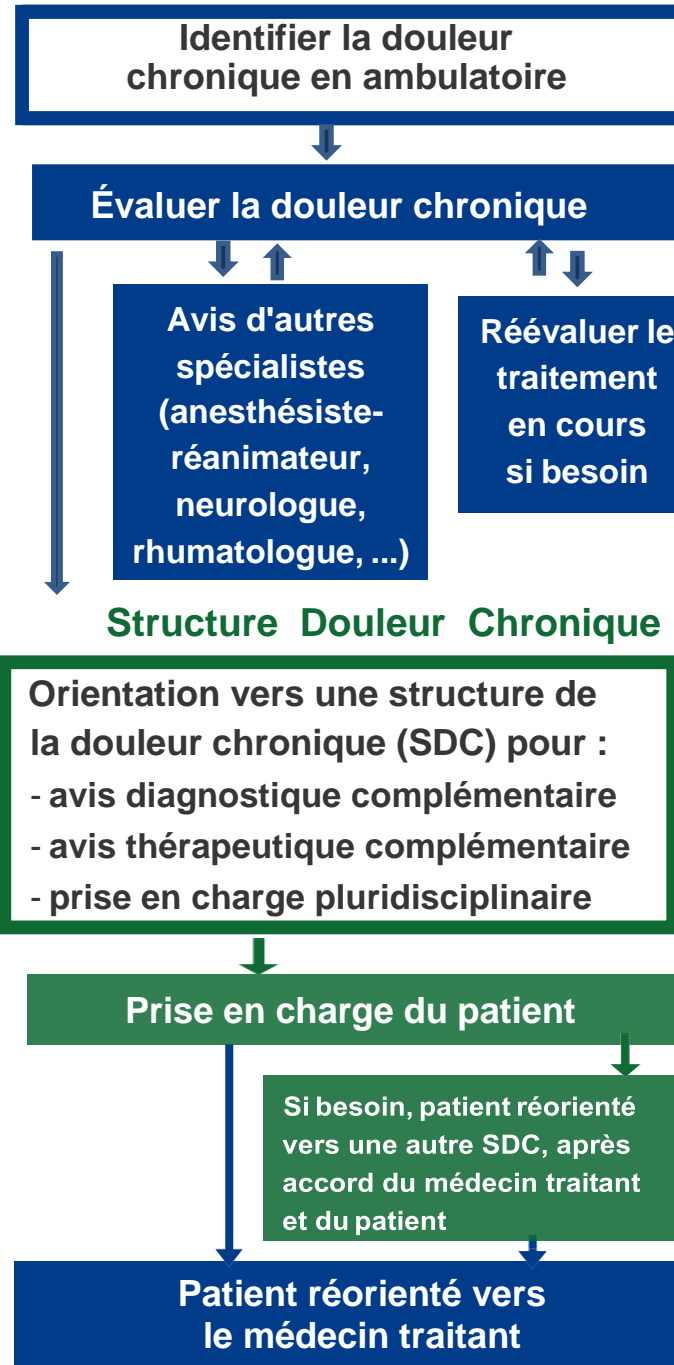 Identifier la douleur
chronique en ambulatoire
Évaluer la douleur chronique
Avis d'autres
spécialistes
(anesthésiste-
réanimateur,
neurologue,
rhumatologue, ...)
Réévaluer le
traitement
en cours
si besoin
Structure Douleur Chronique
Orientation vers une structure de
la douleur chronique (SDC) pour :
- avis diagnostique complémentaire
- avis thérapeutique complémentaire
- prise en charge pluridisciplinaire
Prise en charge du patient
Si besoin, patient réorienté
vers une autre SDC, après
accord du médecin traitant
et du patient
Patient réorienté vers
le médecin traitant